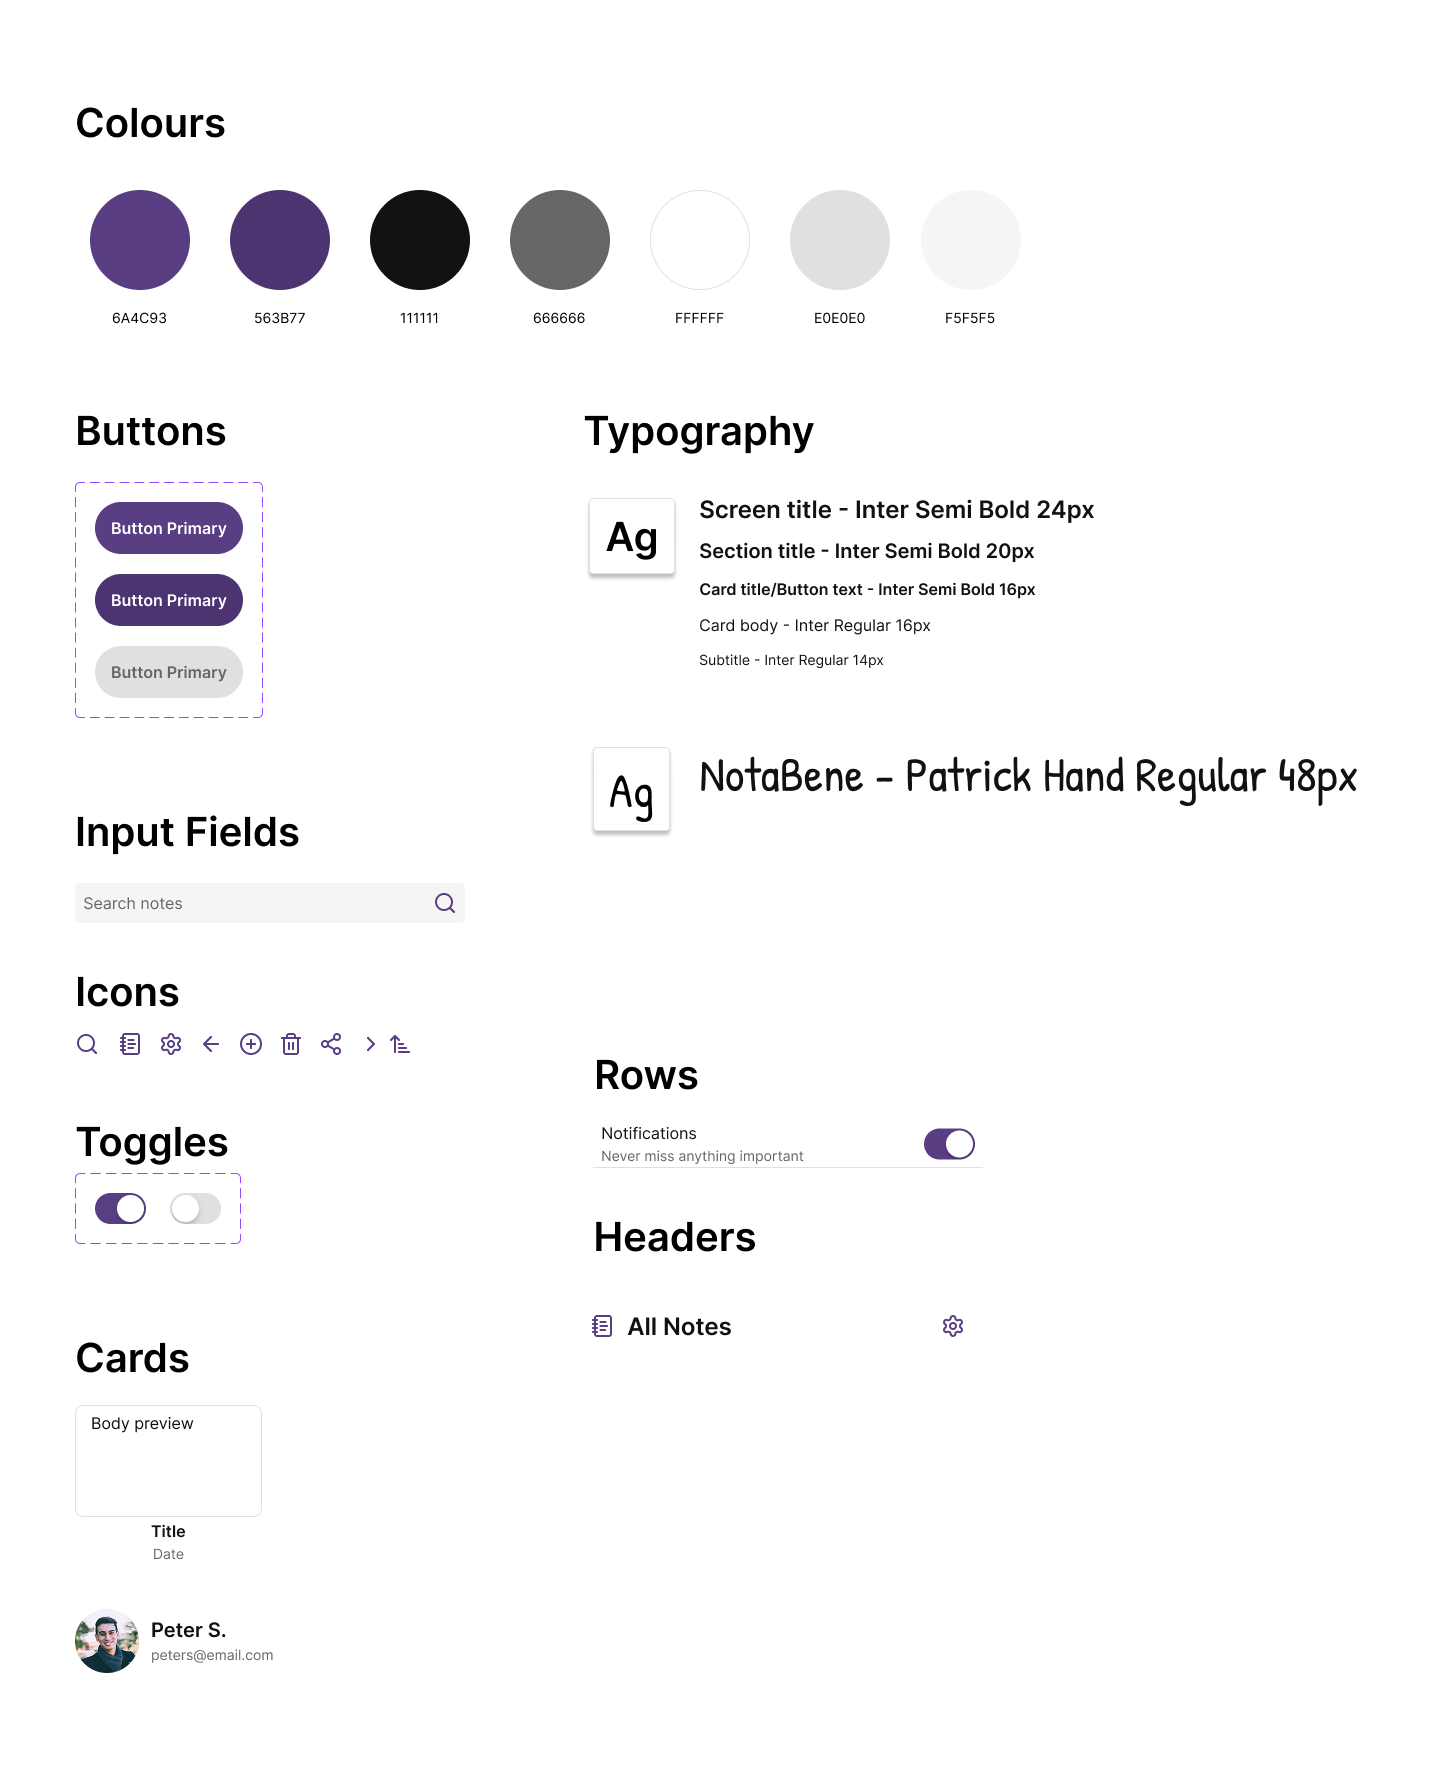 Colours
6A4C93
563B77
111111
666666
FFFFFF
E0E0E0
F5F5F5
Buttons
Button Primary
Button Primary
Button Primary
Typography
Ag
Screen title - Inter Semi Bold 24px
Section title - Inter Semi Bold 20px
Card title/Button text - Inter Semi Bold 16px
Card body - Inter Regular 16px
Subtitle - Inter Regular 14px
Ag
NotaBene - Patrick Hand Regular 48px
Input Fields
Search notes
Icons
Toggles
Rows
Notifications
Never miss anything important
Headers
All Notes
Cards
Body preview
Title
Date
Peter S.
peters@email.com